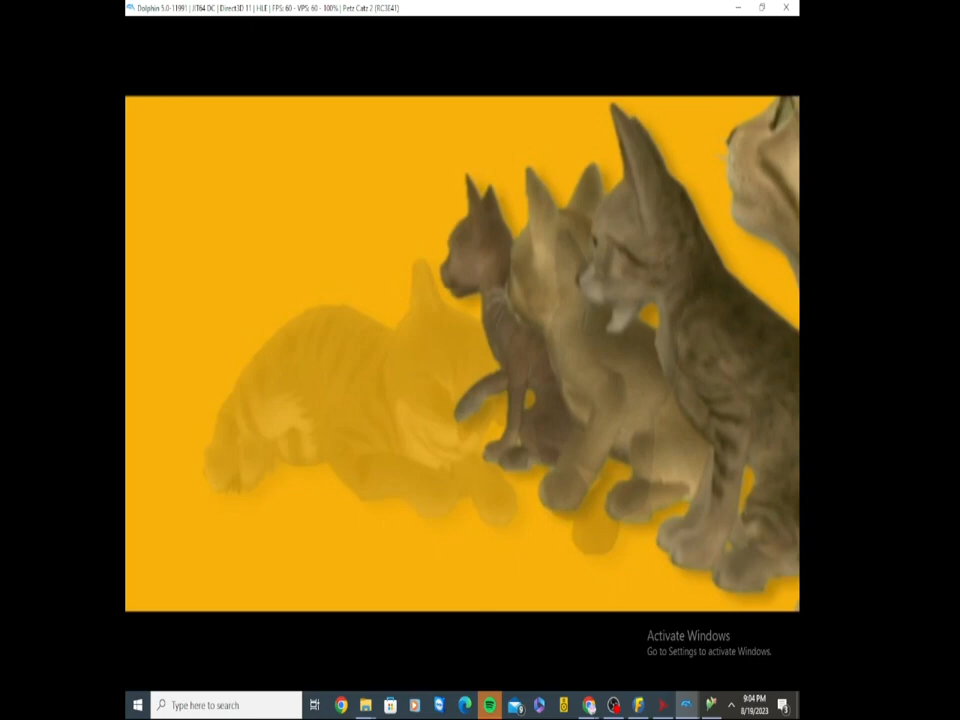 Dolphin 5.0-11991 | JIT64 DC | Direct3D 11 | HLE | FPS: 60 - VPS: 60 - 100% | Petz Catz 2 (RC3E41)
Activate Windows
Go to Settings to activate Windows.
Type here to search
9:04 PM
8/19/2023